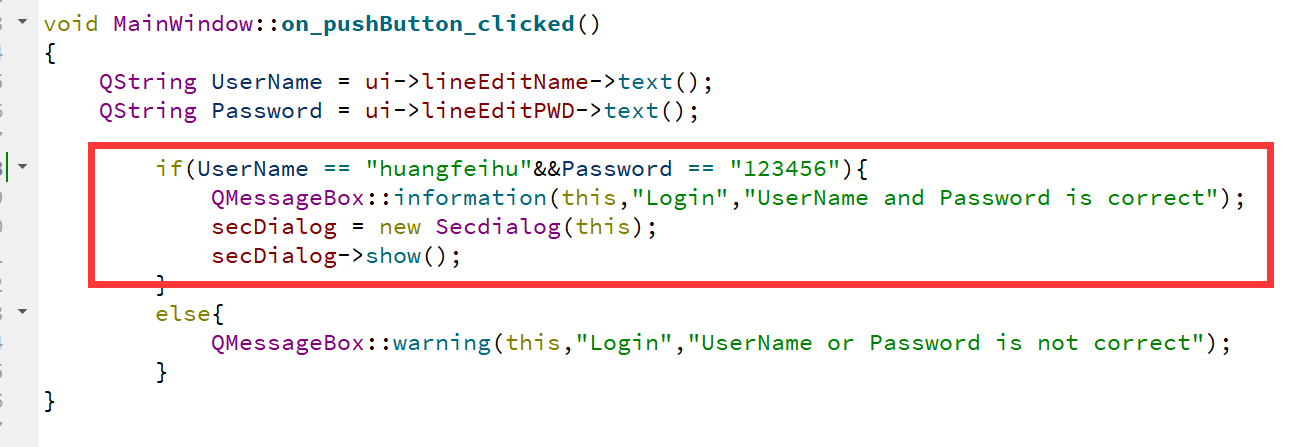 void MainWindow::on_pushButton_clicked()
{
    QString UserName = ui->lineEditName->text();
    QString Password = ui->lineEditPWD->text();
        if(UserName == "huangfeihu"&&Password == "123456"){
            QMessageBox::information(this,"Login","UserName and Password is correct");
            secDialog = new Secdialog(this);
            secDialog->show();
        }
        else{
            QMessageBox::warning(this,"Login","UserName or Password is not correct");
        }
}